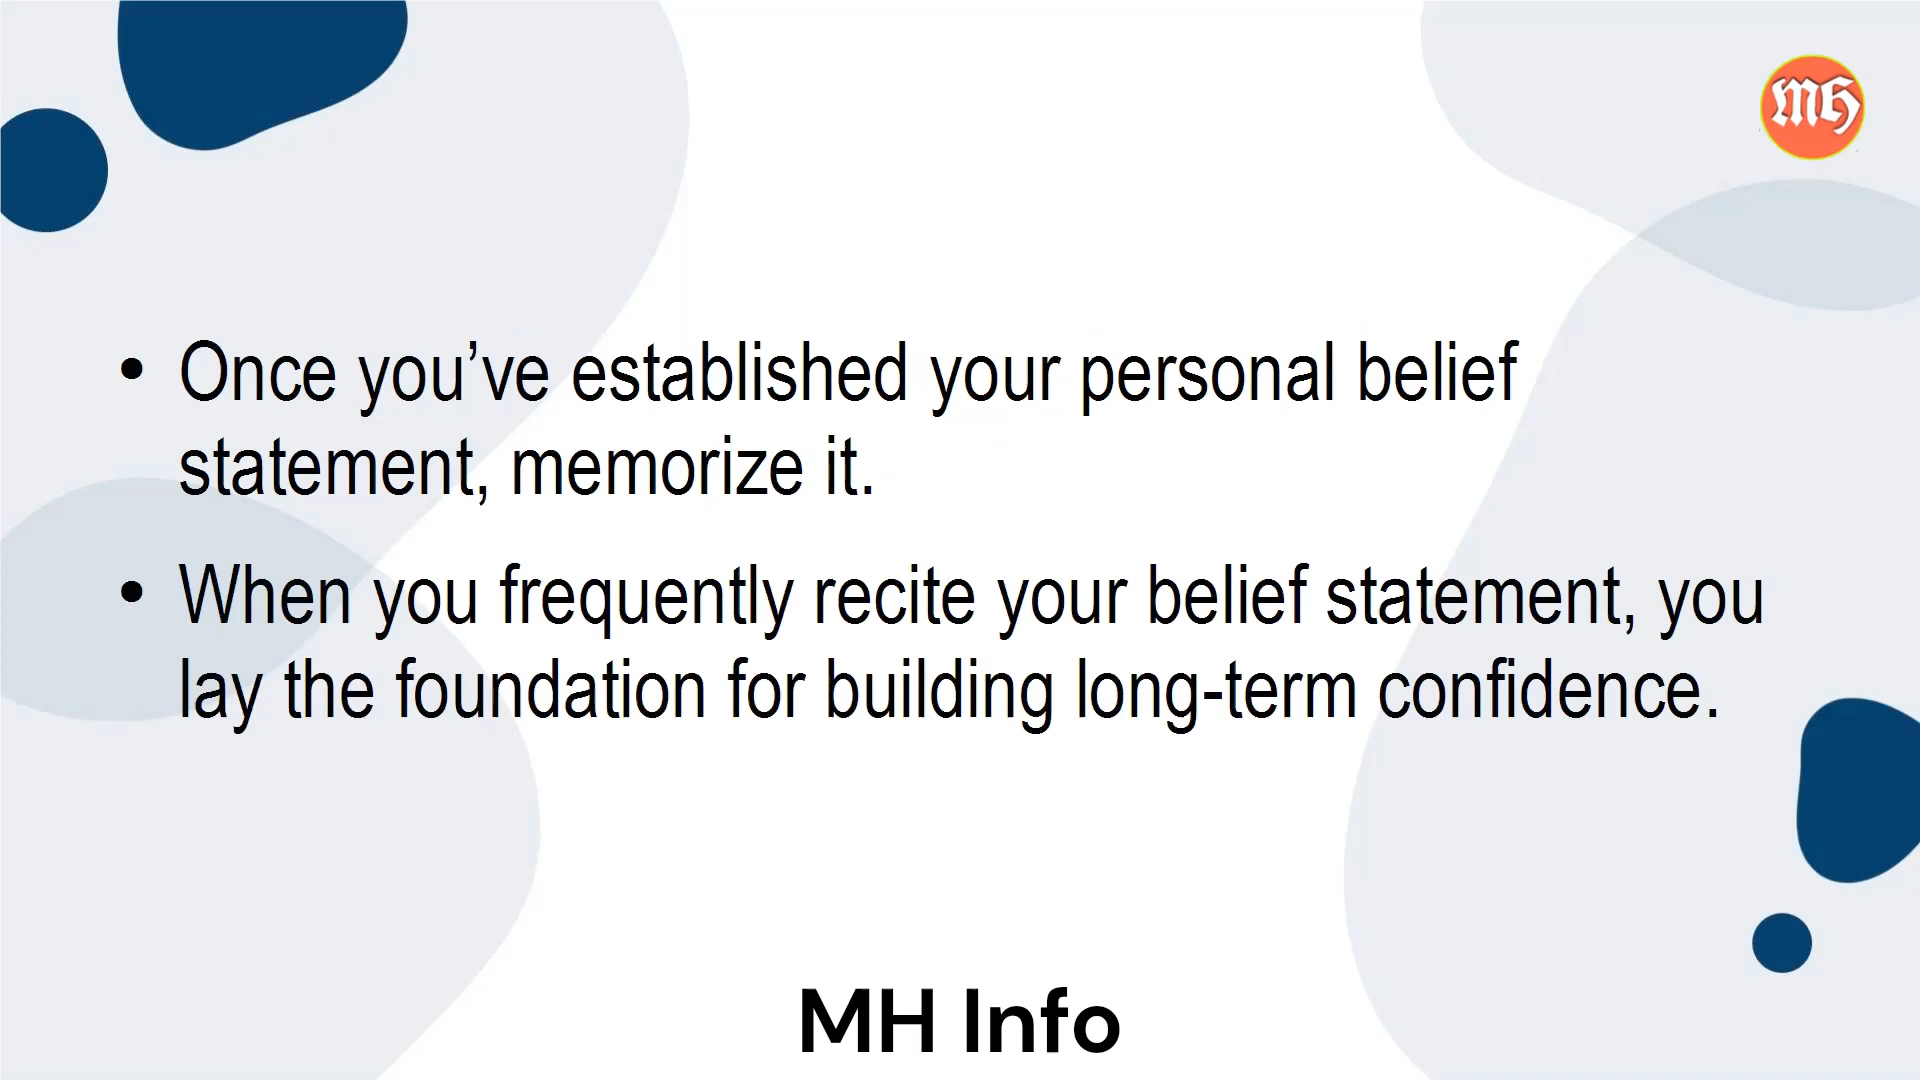 MH
• Once you’ve established your personal belief
statement, memorize it.
• When you frequently recite your belief statement, you
lay the foundation for building long-term confidence.
MH Info